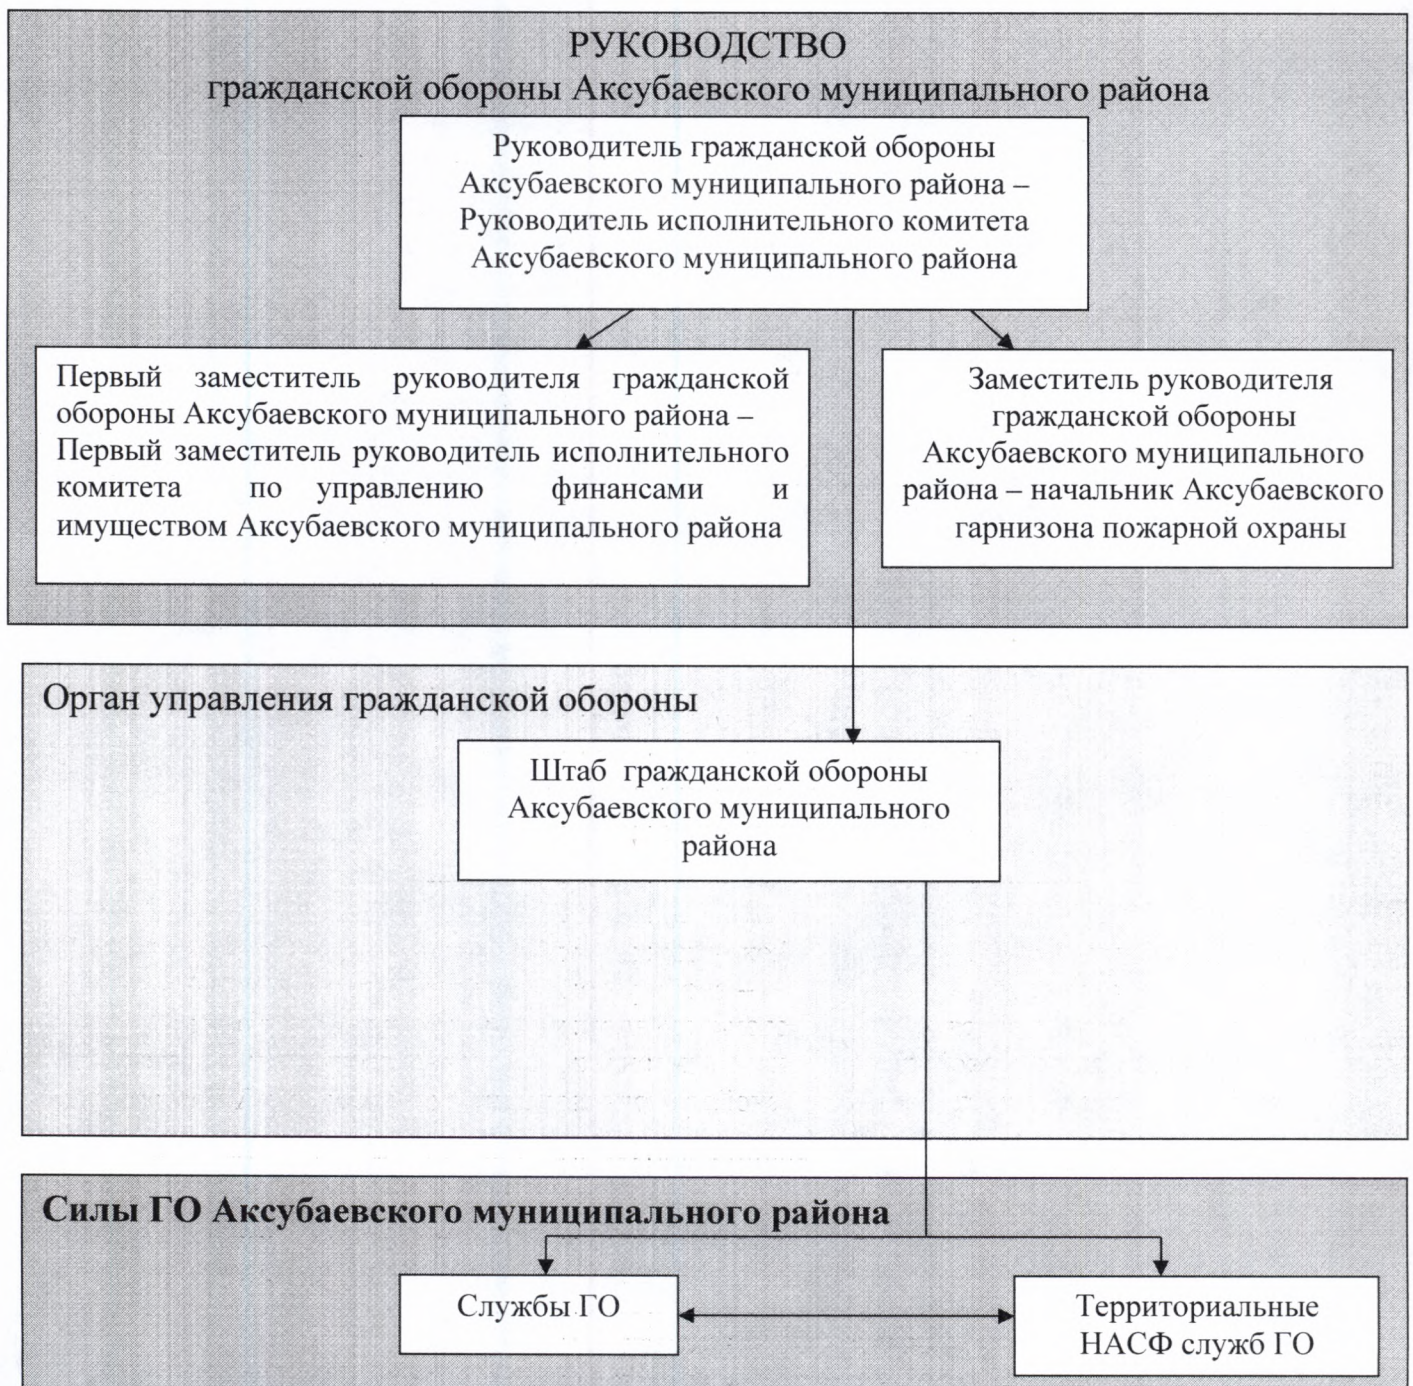 РУКОВОДСТВО
гражданской обороны Аксубаевского муниципального района
Руководитель гражданской обороны
Аксубаевского муниципального района –
Руководитель исполнительного комитета
Аксубаевского муниципального района
Первый заместитель руководителя гражданской
обороны Аксубаевского муниципального района –
Первый заместитель руководитель исполнительного
комитета по управлению финансами и
имуществом Аксубаевского муниципального района
Заместитель руководителя
гражданской обороны
Аксубаевского муниципального
района – начальник Аксубаевского
гарнизона пожарной охраны
Орган управления гражданской обороны
Штаб гражданской обороны
Аксубаевского муниципального
района
Силы ГО Аксубаевского муниципального района
Службы ГО
Территориальные
НАСФ служб ГО